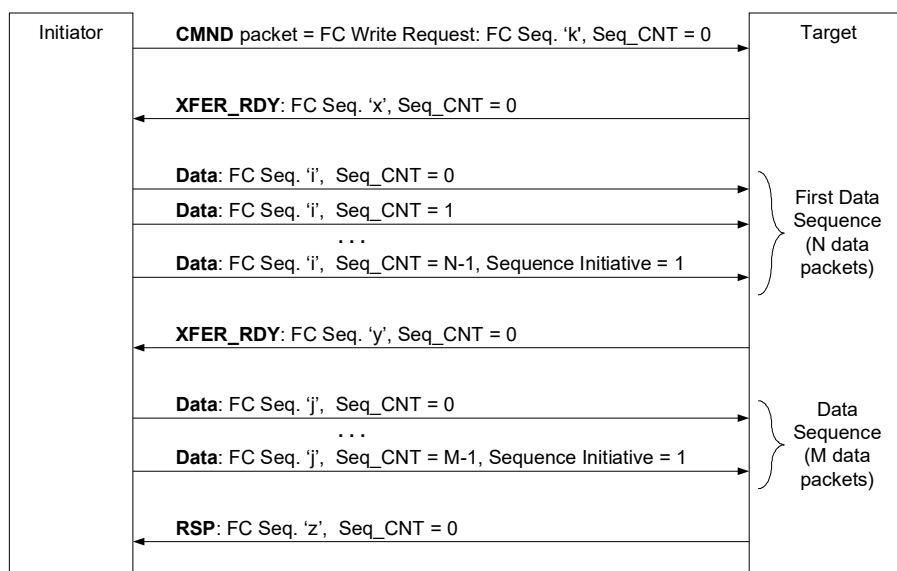 Initiator
CMND packet = FC Write Request: FC Seq. 'k', Seq_CNT = 0
Target
XFER_RDY: FC Seq. ‘x’, Seq_CNT = 0
Data: FC Seq. ‘i’, Seq_CNT = 0
Data: FC Seq. ‘i’, Seq_CNT = 1
. . .
Data: FC Seq. ‘i’, Seq_CNT = N-1, Sequence Initiative = 1
First Data
Sequence
(N data
packets)
XFER_RDY: FC Seq. ‘y’, Seq_CNT = 0
Data: FC Seq. ‘j’, Seq_CNT = 0
. . .
Data: FC Seq. ‘j’, Seq_CNT = M-1, Sequence Initiative = 1
Data
Sequence
(M data
packets)
RSP: FC Seq. ‘z’, Seq_CNT = 0